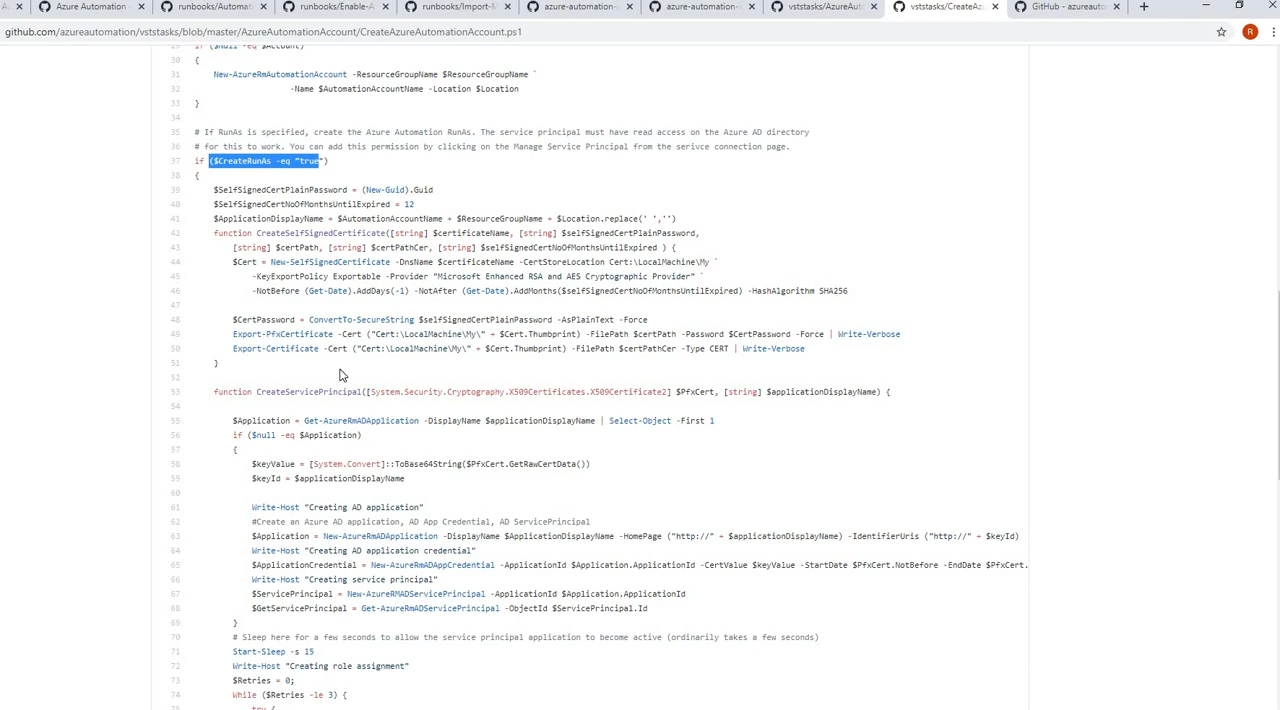 A
Azure Automation
runbooks/Automat
runbooks/Enable-A
runbooks/Import-M
azure-automation-
azure-automation-
vststasks/AzureAuto
vststasks/CreateAz
GitHub - azureautom
github.com/azureautomation/vststasks/blob/master/AzureAutomationAccount/CreateAzureAutomationAccount.ps1
R
29 if ($Null -eq $Account)
30 {
31 New-AzureRmAutomationAccount -ResourceGroupName $ResourceGroupName `
32 -Name $AutomationAccountName -Location $Location
33 }
34
35 # If RunAs is specified, create the Azure Automation RunAs. The service principal must have read access on the Azure AD directory
36 # for this to work. You can add this permission by clicking on the Manage Service Principal from the serivce connection page.
37 if ($CreateRunAs -eq "true")
38 {
39 $SelfSignedCertPlainPassword = (New-Guid).Guid
40 $SelfSignedCertNoOfMonthsUntilExpired = 12
41 $ApplicationDisplayName = $AutomationAccountName + $ResourceGroupName + $Location.replace(' ','')
42 function CreateSelfSignedCertificate([string] $certificateName, [string] $selfSignedCertPlainPassword,
43 [string] $certPath, [string] $certPathCer, [string] $selfSignedCertNoOfMonthsUntilExpired ) {
44 $Cert = New-SelfSignedCertificate -DnsName $certificateName -CertStoreLocation Cert:\LocalMachine\My `
45 -KeyExportPolicy Exportable -Provider "Microsoft Enhanced RSA and AES Cryptographic Provider" `
46 -NotBefore (Get-Date).AddDays(-1) -NotAfter (Get-Date).AddMonths($selfSignedCertNoOfMonthsUntilExpired) -HashAlgorithm SHA256
47
48 $CertPassword = ConvertTo-SecureString $selfSignedCertPlainPassword -AsPlainText -Force
49 Export-PfxCertificate -Cert ("Cert:\LocalMachine\My\" + $Cert.Thumbprint) -FilePath $certPath -Password $CertPassword -Force | Write-Verbose
50 Export-Certificate -Cert ("Cert:\LocalMachine\My\" + $Cert.Thumbprint) -FilePath $certPathCer -Type CERT | Write-Verbose
51 }
52
53 function CreateServicePrincipal([System.Security.Cryptography.X509Certificates.X509Certificate2] $PfxCert, [string] $applicationDisplayName) {
54
55 $Application = Get-AzureRmADApplication -DisplayName $applicationDisplayName | Select-Object -First 1
56 if ($null -eq $Application)
57 {
58 $keyValue = [System.Convert]::ToBase64String($PfxCert.GetRawCertData())
59 $keyId = $applicationDisplayName
60
61 Write-Host "Creating AD application"
62 #Create an Azure AD application, AD App Credential, AD ServicePrincipal
63 $Application = New-AzureRmADApplication -DisplayName $ApplicationDisplayName -HomePage ("http://" + $applicationDisplayName) -IdentifierUris ("http://" + $keyId)
64 Write-Host "Creating AD application credential"
65 $ApplicationCredential = New-AzureRmADAppCredential -ApplicationId $Application.ApplicationId -CertValue $keyValue -StartDate $PfxCert.NotBefore -EndDate $PfxCert.
66 Write-Host "Creating service principal"
67 $ServicePrincipal = New-AzureRMADServicePrincipal -ApplicationId $Application.ApplicationId
68 $GetServicePrincipal = Get-AzureRmADServicePrincipal -ObjectId $ServicePrincipal.Id
69 }
70 # Sleep here for a few seconds to allow the service principal application to become active (ordinarily takes a few seconds)
71 Start-Sleep -s 15
72 Write-Host "Creating role assignment"
73 $Retries = 0;
74 While ($Retries -le 3) {
try {